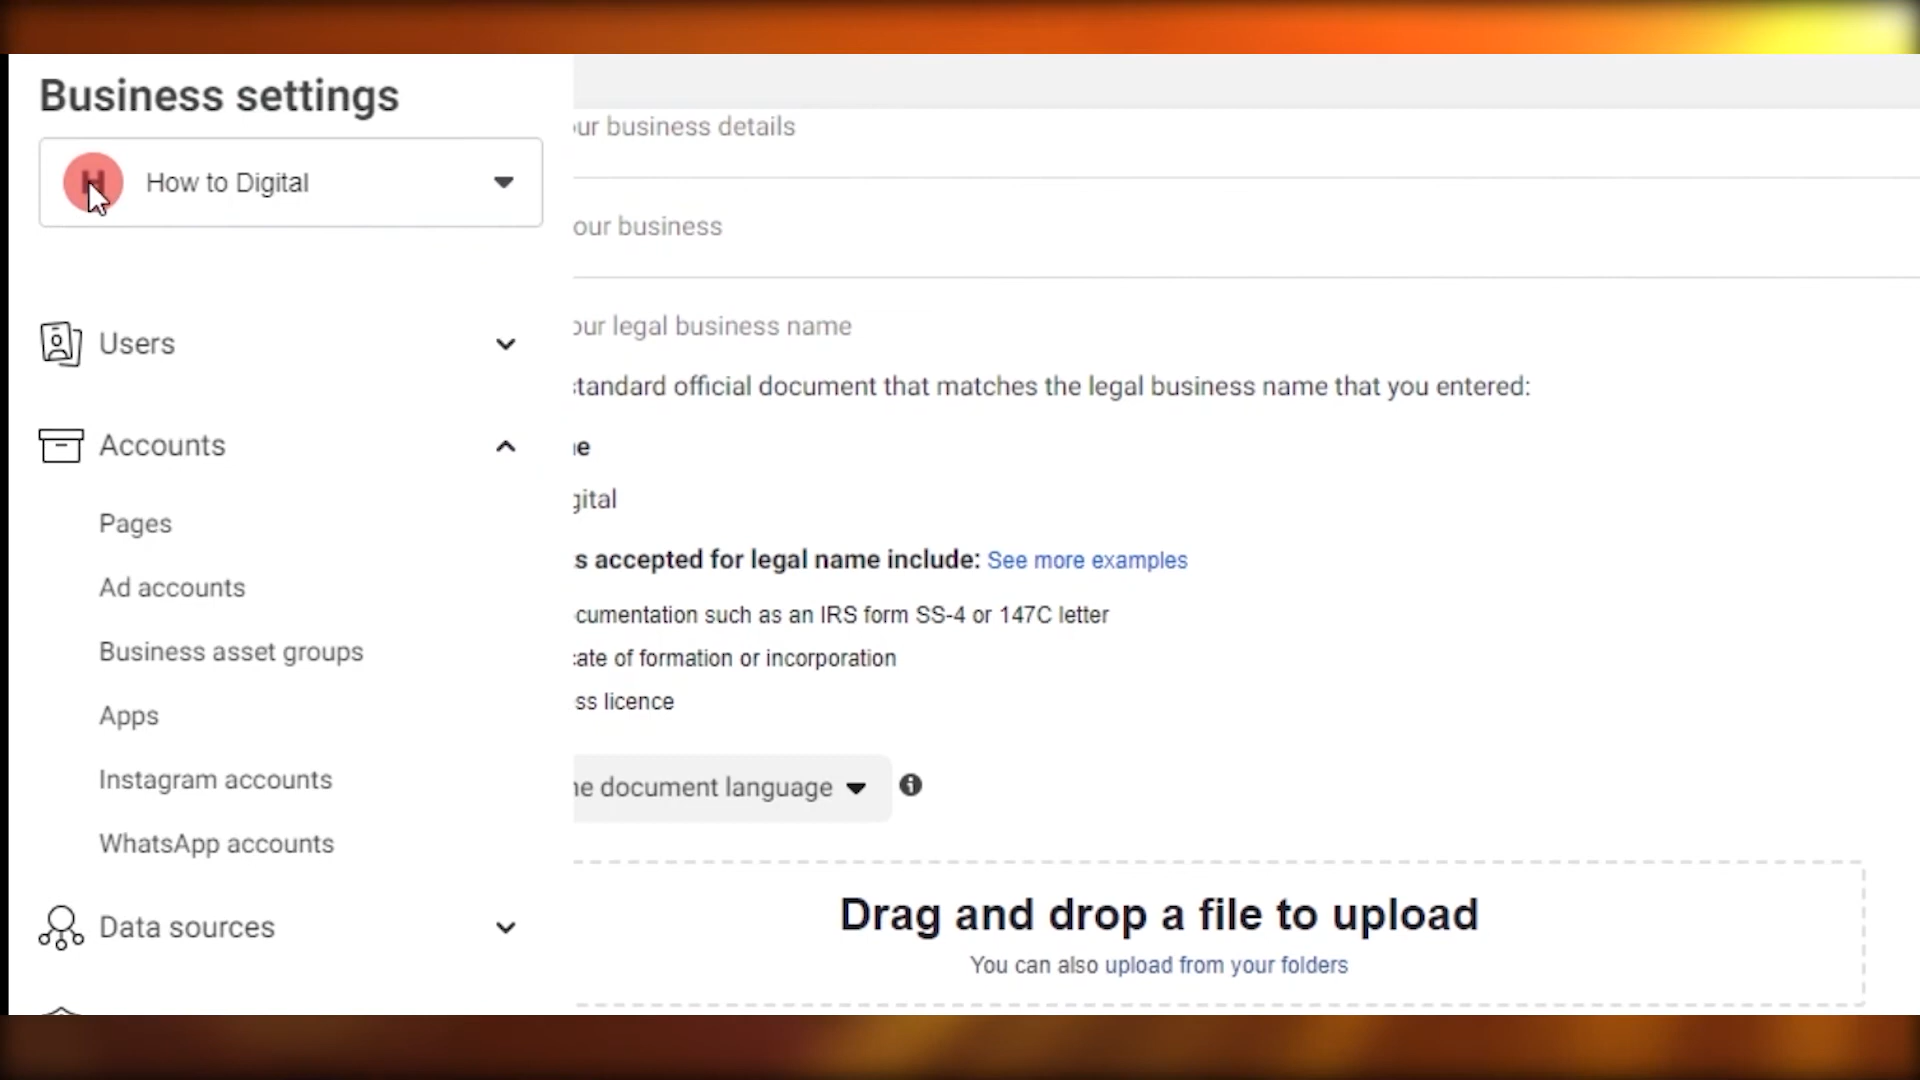 Business settings
H
How to Digital
Users
Accounts
Pages
Ad accounts
Business asset groups
Apps
Instagram accounts
WhatsApp accounts
Data sources
ur business details
our business
our legal business name
standard official document that matches the legal business name that you entered:
e
gital
s accepted for legal name include: See more examples
cumentation such as an IRS form SS-4 or 147C letter
cate of formation or incorporation
ss licence
e document language
Drag and drop a file to upload
You can also upload from your folders